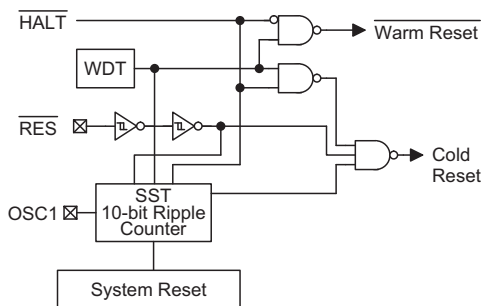 HALT
Warm Reset
WDT
RES
Cold
Reset
SST
10-bit Ripple
Counter
OSC1
System Reset